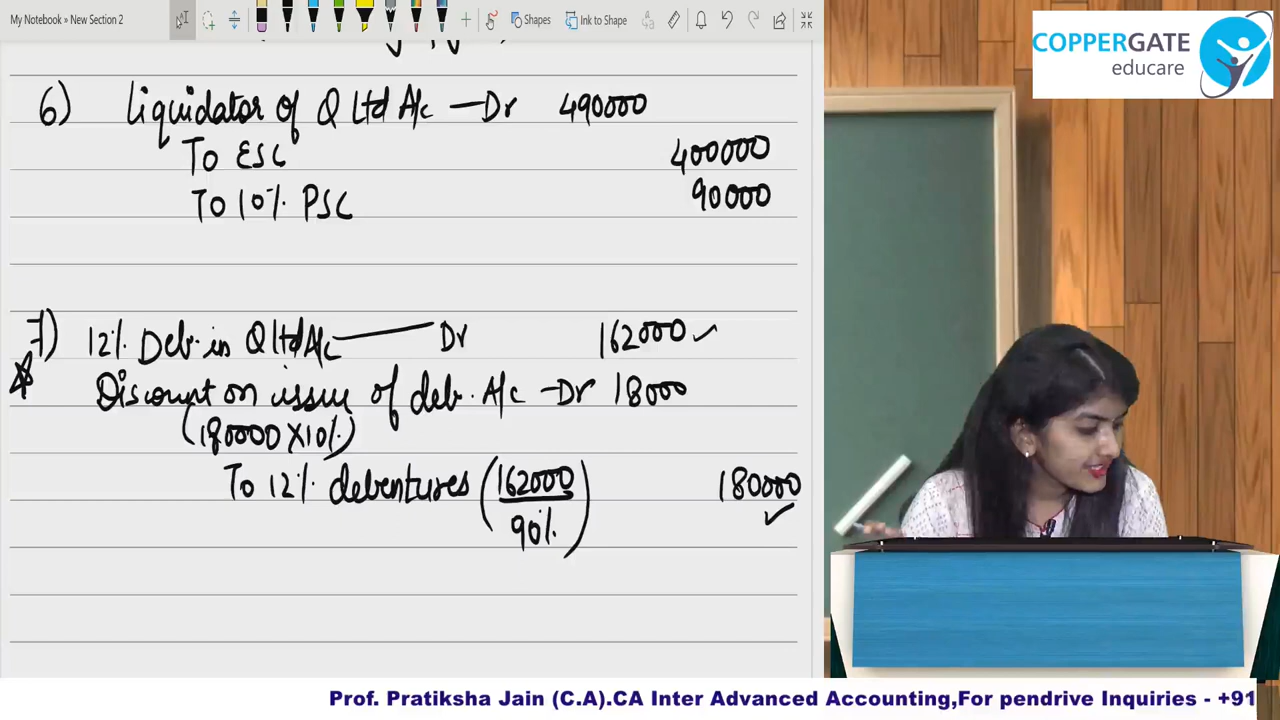 My Notebook » New Section 2
Shapes
Ink to Shape
COPPERGATE
educare
6) Liquidator of Q Ltd A/c — Dr 490000
To ESC 400000
To 10% PSC 90000
7) 12% Deb. in Q Ltd A/c — Dr 162000 ✓
Discount on issue of deb. A/c — Dr 18000
(180000 X 10%)
To 12% debentures (162000 / 90%) 180000 ✓
Prof. Pratiksha Jain (C.A).CA Inter Advanced Accounting,For pendrive Inquiries - +91